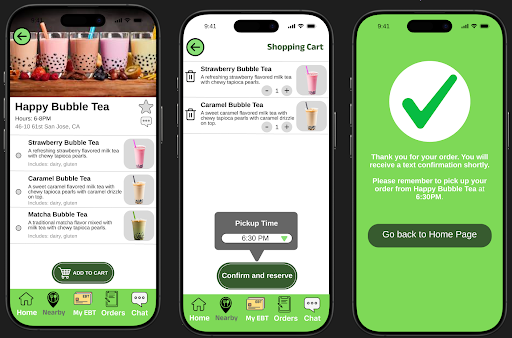 Happy Bubble Tea
Hours: 6-8PM
46-10 61st San Jose, CA
Strawberry Bubble Tea
A refreshing strawberry flavored milk tea
with chewy tapioca pearls.
Includes: dairy, gluten
Caramel Bubble Tea
A sweet caramel flavored milk tea with
chewy tapioca pearls and caramel drizzle
on top.
Includes: dairy, gluten
Matcha Bubble Tea
A traditional matcha flavor mixed
with milk tea with chewy tapioca
pearls.
Includes: dairy, gluten
ADD TO CART
Home Nearby My EBT Orders Chat
9:41
Shopping Cart
Strawberry Bubble Tea
A refreshing strawberry flavored milk tea
with chewy tapioca pearls.
- 1 +
Caramel Bubble Tea
A sweet caramel flavored milk tea with
chewy tapioca pearls and caramel drizzle
on top.
- 1 +
Pickup Time
6:30 PM
Confirm and reserve
Home Nearby My EBT Orders Chat
9:41
Thank you for your order. You will
receive a text confirmation shortly.
Please remember to pick up your
order from Happy Bubble Tea at
6:30PM.
Go back to Home Page